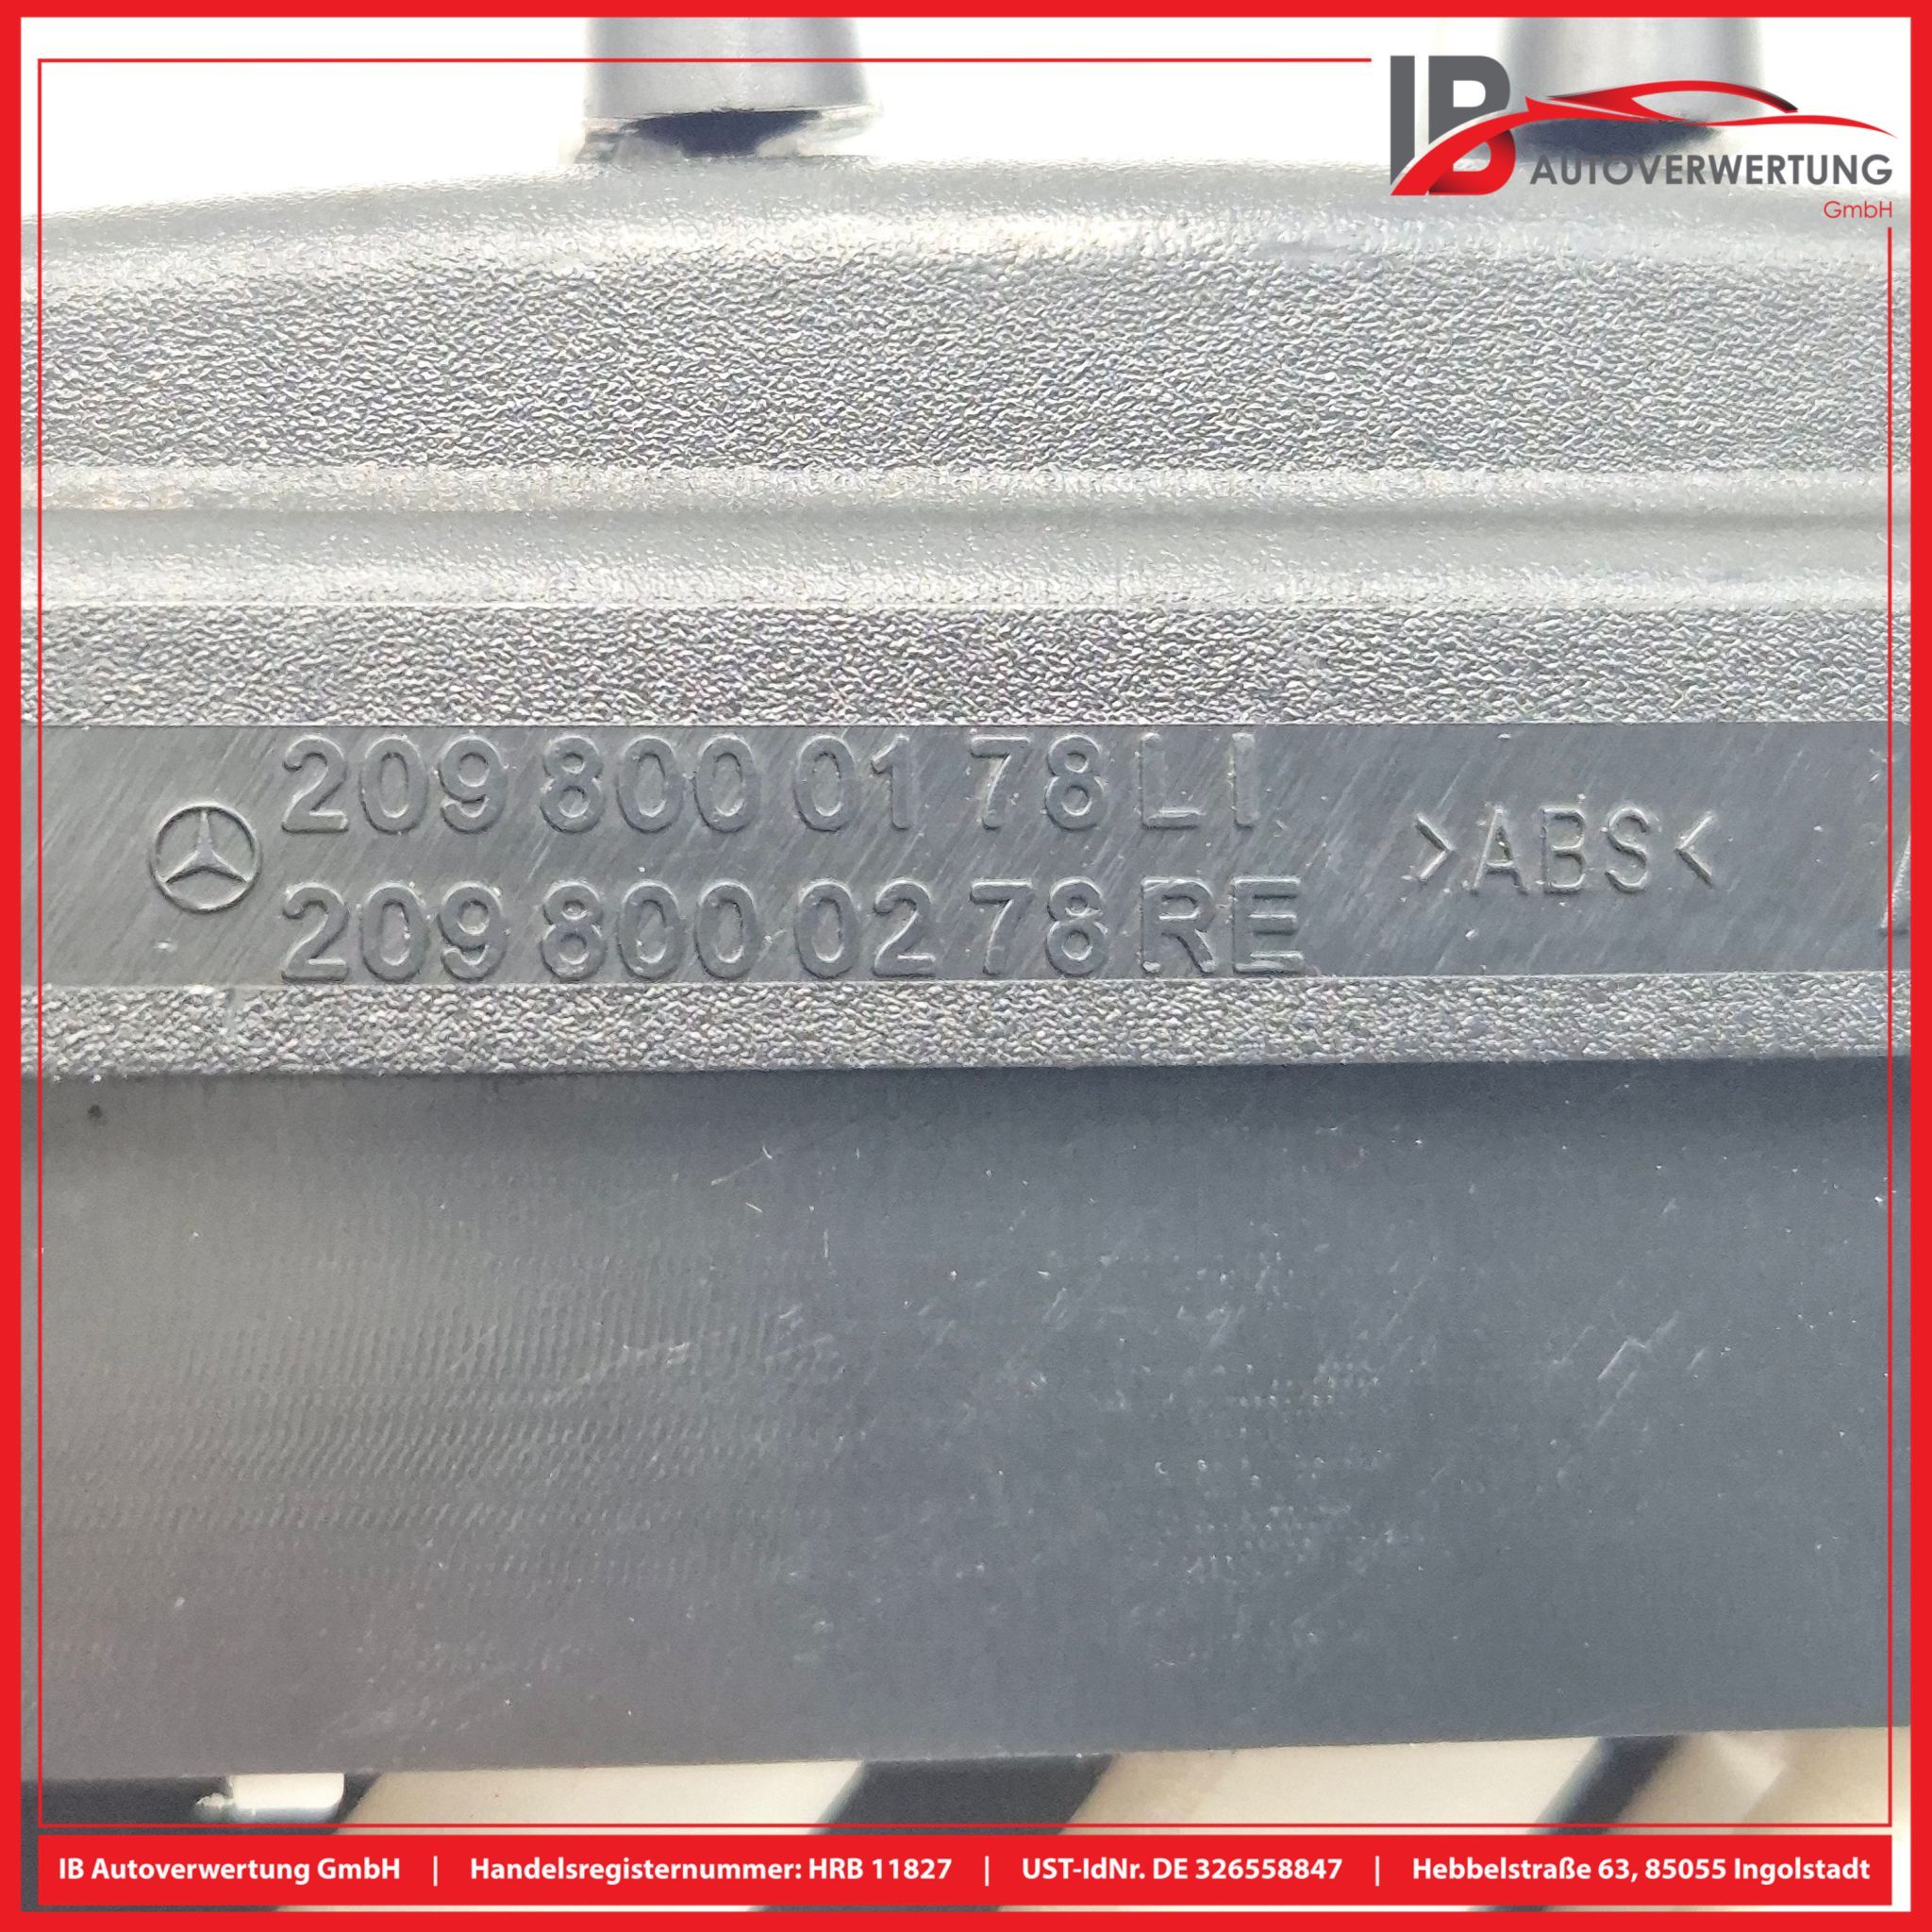 IB
AUTOVERWERTUNG
GmbH
209 800 01 78 LI
209 800 02 78 RE
>ABS<
IB Autoverwertung GmbH | Handelsregisternummer: HRB 11827 | UST-IdNr. DE 326558847 | Hebbelstraße 63, 85055 Ingolstadt